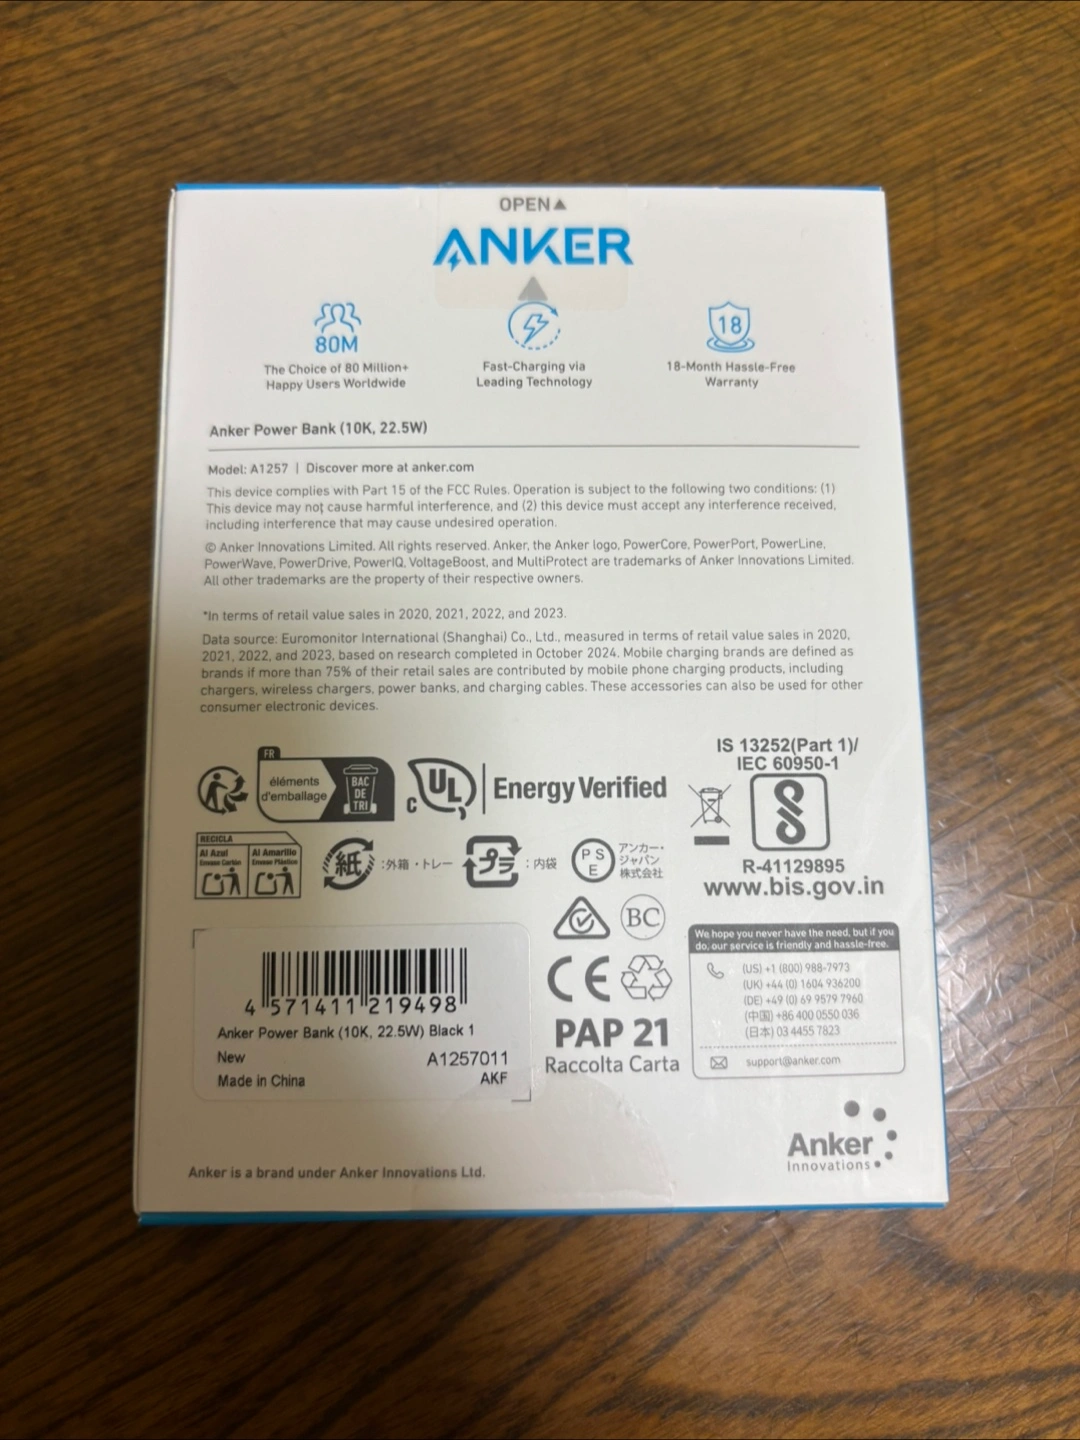 OPEN▲
ANKER
80M
The Choice of 80 Million+
Happy Users Worldwide
Fast-Charging via
Leading Technology
18
18-Month Hassle-Free
Warranty
Anker Power Bank (10K, 22.5W)
Model: A1257 | Discover more at anker.com
This device complies with Part 15 of the FCC Rules. Operation is subject to the following two conditions: (1)
This device may not cause harmful interference, and (2) this device must accept any interference received,
including interference that may cause undesired operation.
© Anker Innovations Limited. All rights reserved. Anker, the Anker logo, PowerCore, PowerPort, PowerLine,
PowerWave, PowerDrive, PowerIQ, VoltageBoost, and MultiProtect are trademarks of Anker Innovations Limited.
All other trademarks are the property of their respective owners.
*In terms of retail value sales in 2020, 2021, 2022, and 2023.
Data source: Euromonitor International (Shanghai) Co., Ltd., measured in terms of retail value sales in 2020,
2021, 2022, and 2023, based on research completed in October 2024. Mobile charging brands are defined as
brands if more than 75% of their retail sales are contributed by mobile phone charging products, including
chargers, wireless chargers, power banks, and charging cables. These accessories can also be used for other
consumer electronic devices.
FR
éléments
d'emballage
BAC
DE
TRI
c UL
Energy Verified
IS 13252(Part 1)/
IEC 60950-1
R-41129895
www.bis.gov.in
RECICLA
Al Azul
Envase Cartón
Al Amarillo
Envase Plástico
紙 :外箱・トレー
プラ :内袋
PS
E
アンカー・
ジャパン
株式会社
BC
CE
PAP 21
Raccolta Carta
We hope you never have the need, but if you
do, our service is friendly and hassle-free.
(US) +1 (800) 988-7973
(UK) +44 (0) 1604 936200
(DE) +49 (0) 69 9579 7960
(中国) +86 400 0550 036
(日本) 03 4455 7823
support@anker.com
4 571411 219498
Anker Power Bank (10K, 22.5W) Black 1
New A1257011
Made in China AKF
Anker
Innovations
Anker is a brand under Anker Innovations Ltd.